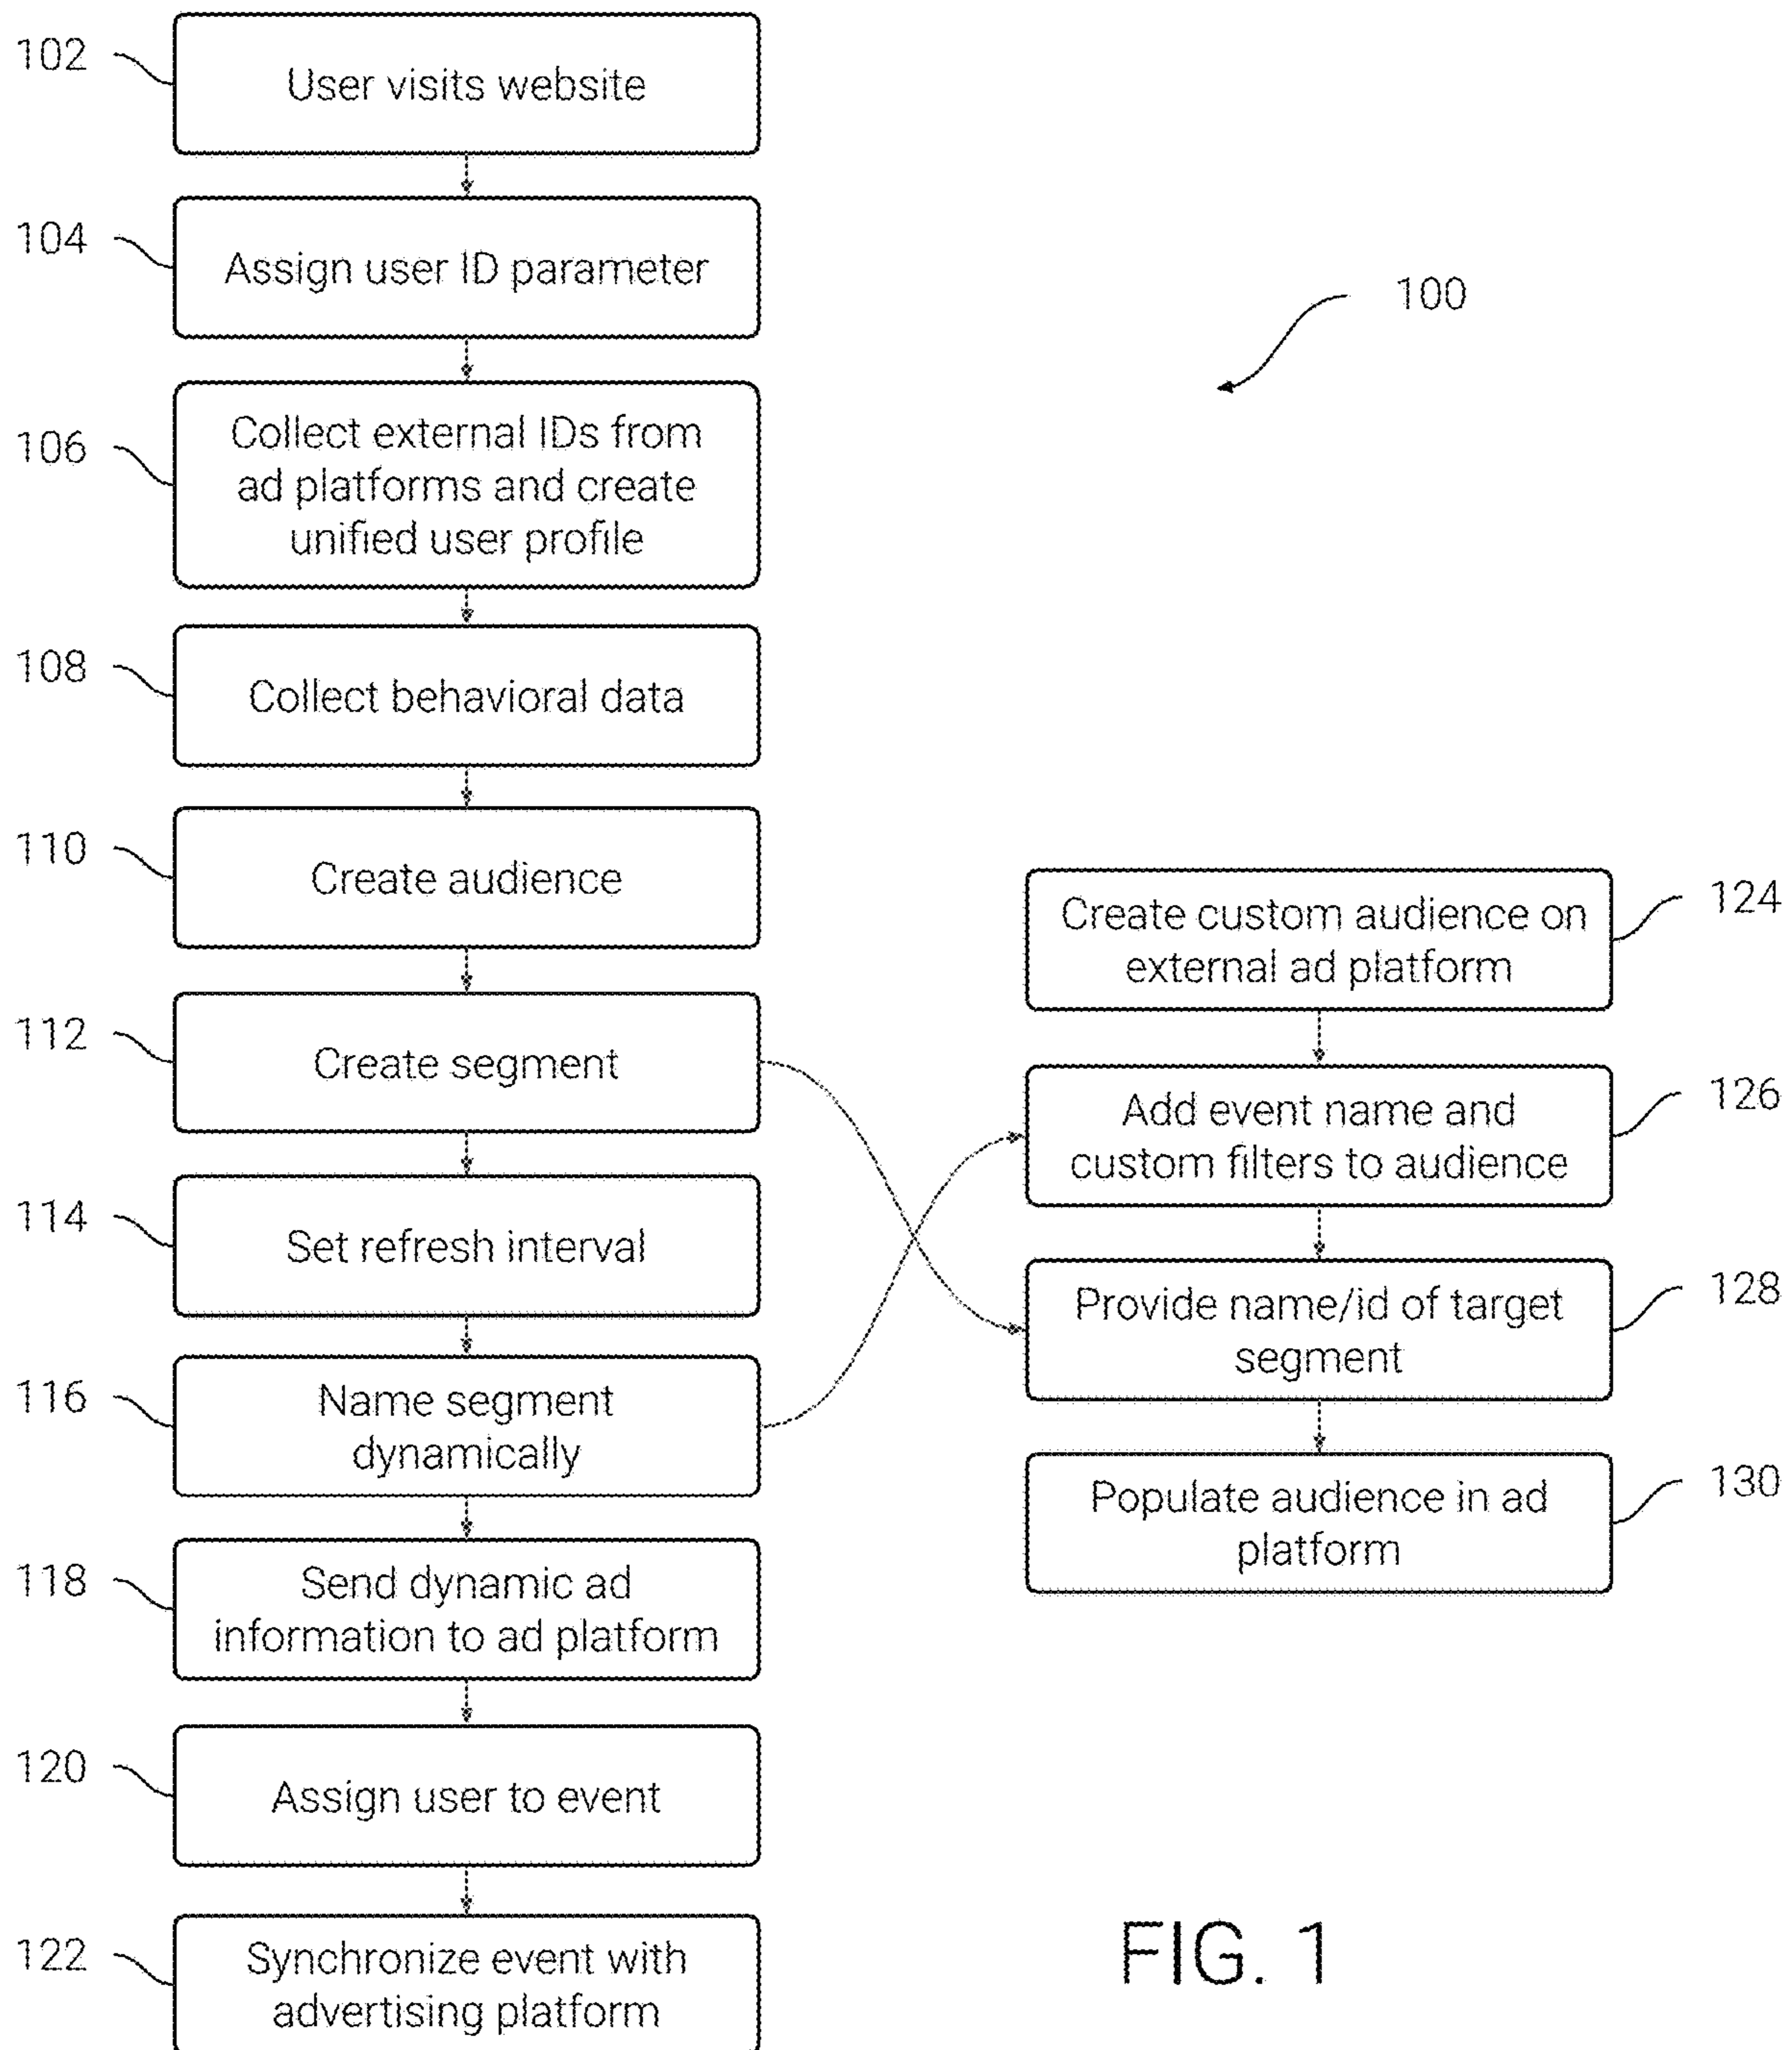 102
User visits website
104
Assign user ID parameter
100
106
Collect external IDs from
ad platforms and create
unified user profile
108
Collect behavioral data
110
Create audience
112
Create segment
114
Set refresh interval
116
Name segment
dynamically
118
Send dynamic ad
information to ad platform
120
Assign user to event
122
Synchronize event with
advertising platform
124
Create custom audience on
external ad platform
126
Add event name and
custom filters to audience
128
Provide name/id of target
segment
130
Populate audience in ad
platform
FIG. 1